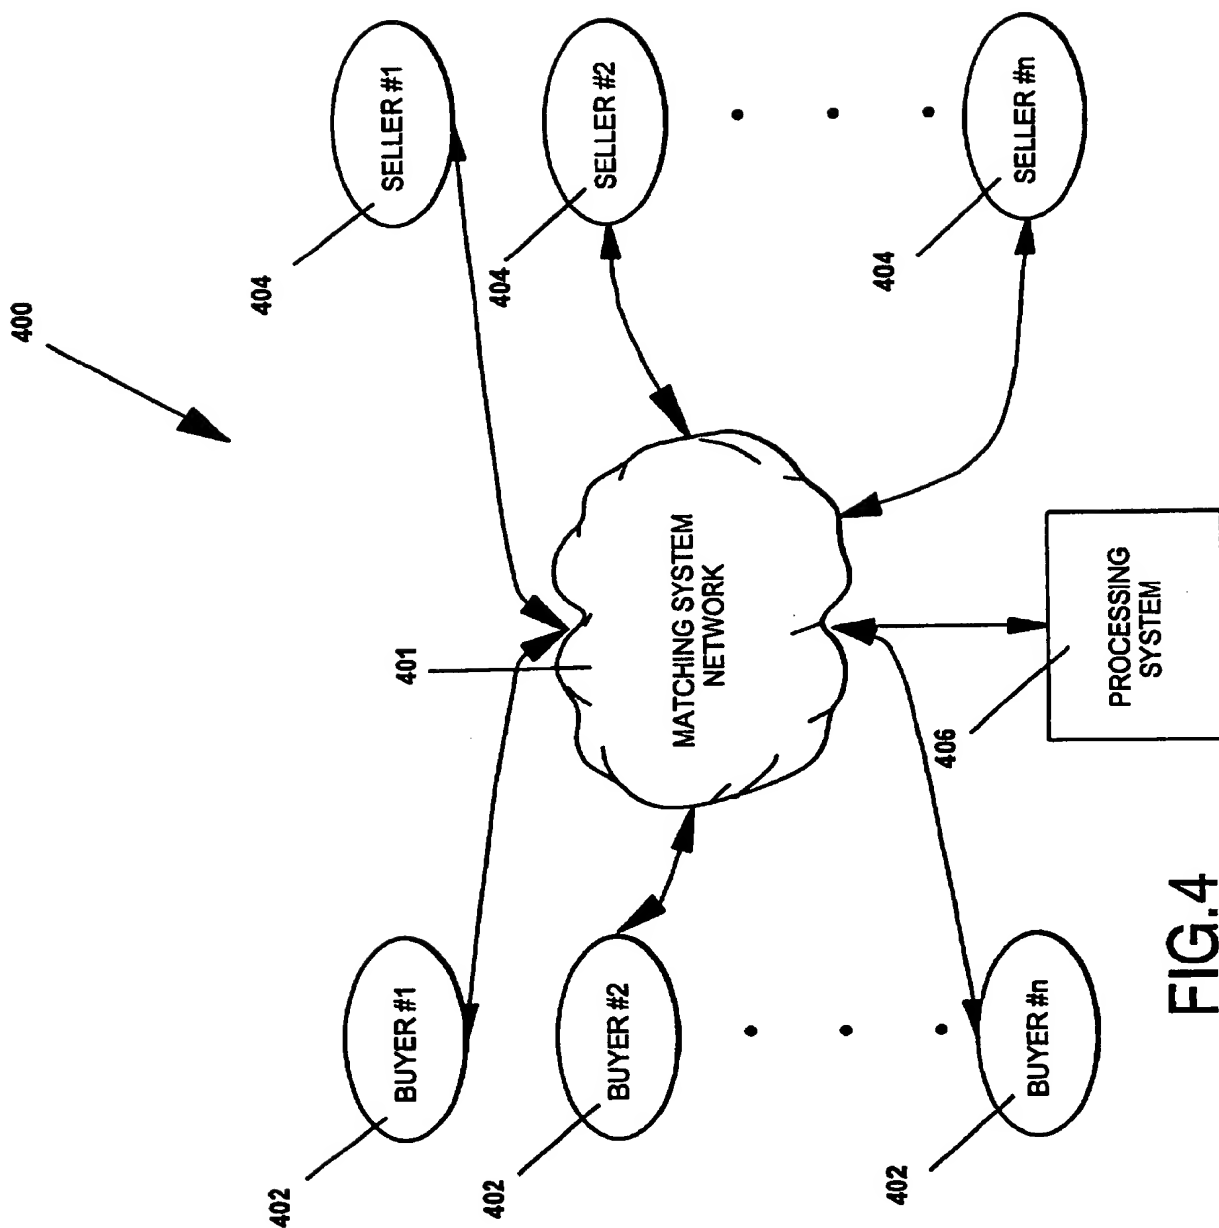 400
404
SELLER #1
404
SELLER #2
404
SELLER #n
401
MATCHING SYSTEM
NETWORK
406
PROCESSING
SYSTEM
402
BUYER #1
402
BUYER #2
402
BUYER #n
FIG.4